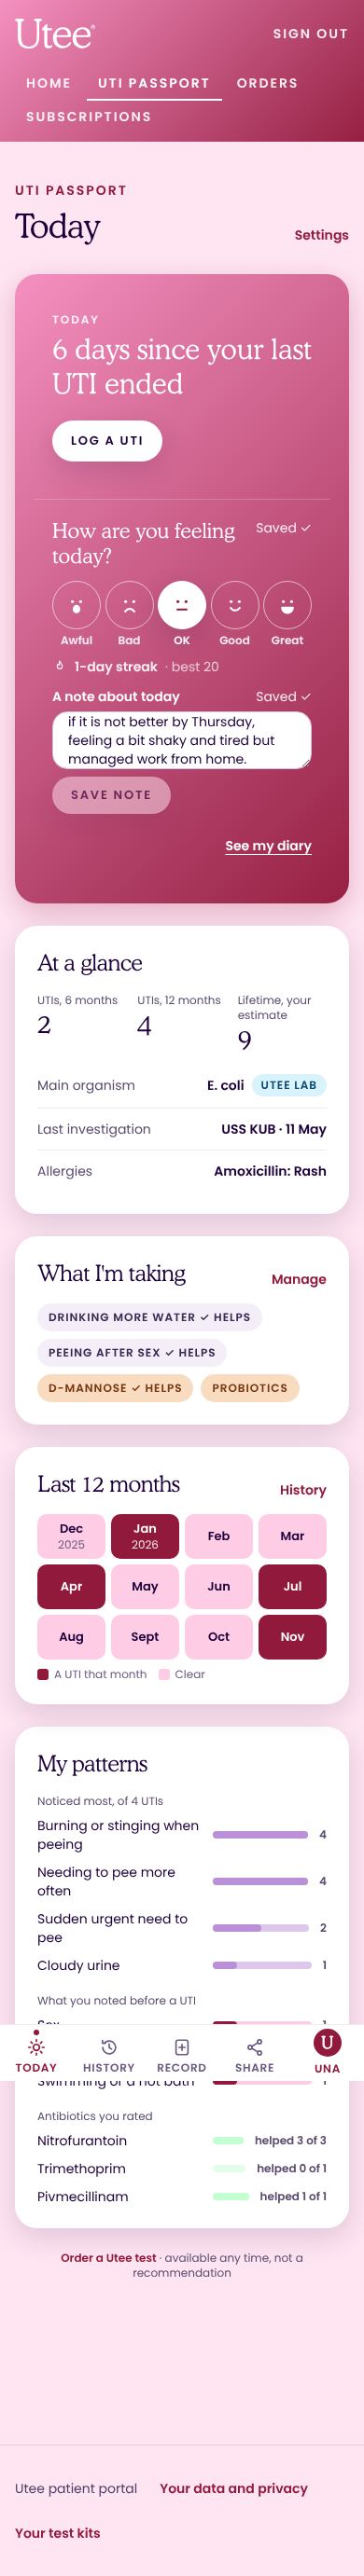 Utee®
SIGN OUT
HOME
UTI PASSPORT
ORDERS
SUBSCRIPTIONS
UTI PASSPORT
Today
Settings
TODAY
6 days since your last
UTI ended
LOG A UTI
How are you feeling
today?
Saved ✓
Awful
Bad
OK
Good
Great
1-day streak · best 20
A note about today
Saved ✓
if it is not better by Thursday,
feeling a bit shaky and tired but
managed work from home.
SAVE NOTE
See my diary
At a glance
UTIs, 6 months
2
UTIs, 12 months
4
Lifetime, your
estimate
9
Main organism
E. coli
UTEE LAB
Last investigation
USS KUB · 11 May
Allergies
Amoxicillin: Rash
What I'm taking
Manage
DRINKING MORE WATER ✓ HELPS
PEEING AFTER SEX ✓ HELPS
D-MANNOSE ✓ HELPS
PROBIOTICS
Last 12 months
History
Dec
2025
Jan
2026
Feb
Mar
Apr
May
Jun
Jul
Aug
Sept
Oct
Nov
A UTI that month
Clear
My patterns
Noticed most, of 4 UTIs
Burning or stinging when
peeing
4
Needing to pee more
often
4
Sudden urgent need to
pee
2
Cloudy urine
1
What you noted before a UTI
TODAY
HISTORY
RECORD
SHARE
UNA
Swimming or a hot bath
Antibiotics you rated
Nitrofurantoin
helped 3 of 3
Trimethoprim
helped 0 of 1
Pivmecillinam
helped 1 of 1
Order a Utee test · available any time, not a
recommendation
Utee patient portal
Your data and privacy
Your test kits